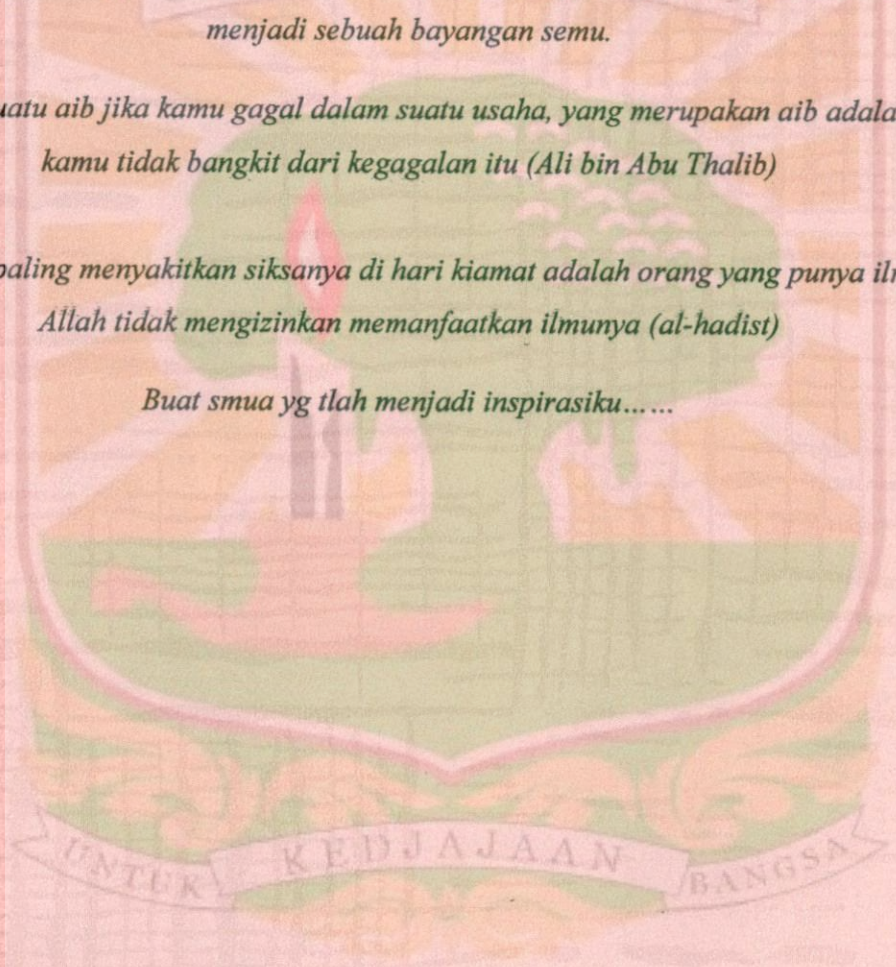 menjadi sebuah bayangan semu.
uatu aib jika kamu gagal dalam suatu usaha, yang merupakan aib adala
kamu tidak bangkit dari kegagalan itu (Ali bin Abu Thalib)
paling menyakitkan siksanya di hari kiamat adalah orang yang punya il
Allah tidak mengizinkan memanfaatkan ilmunya (al-hadist)
Buat smua yg tlah menjadi inspirasiku......
UNTUK KEDJAJAAN BANGSA